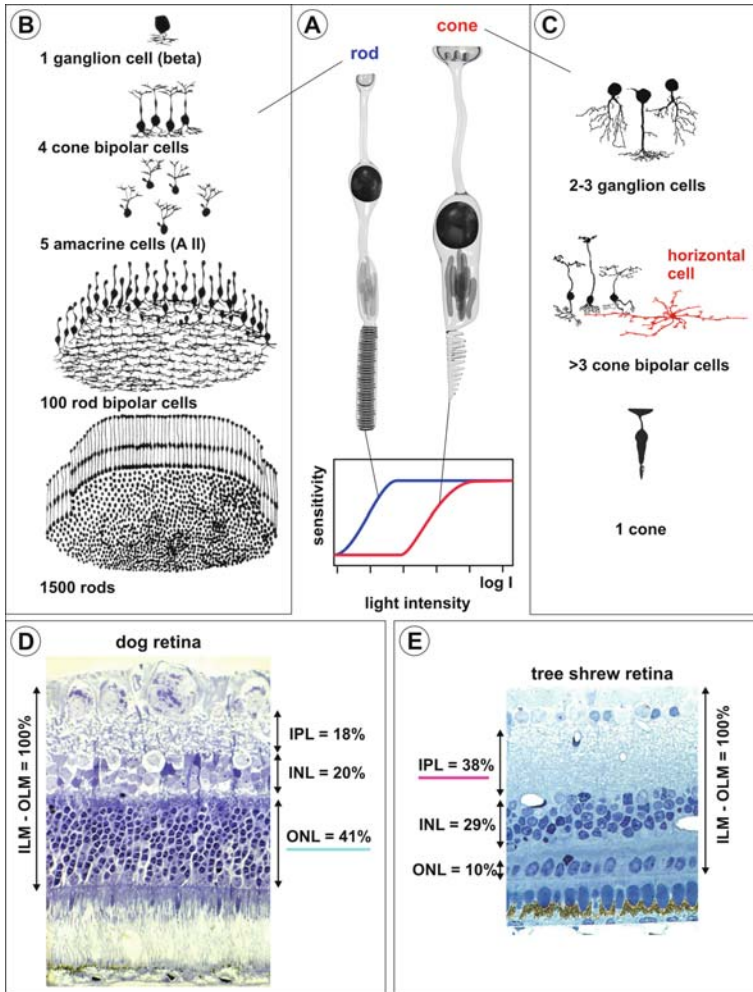 B
1 ganglion cell (beta)
4 cone bipolar cells
5 amacrine cells (A II)
100 rod bipolar cells
1500 rods
A
rod
cone
sensitivity
log I
light intensity
C
2-3 ganglion cells
horizontal
cell
>3 cone bipolar cells
1 cone
D
dog retina
ILM - OLM = 100%
IPL = 18%
INL = 20%
ONL = 41%
E
tree shrew retina
IPL = 38%
INL = 29%
ONL = 10%
ILM - OLM = 100%